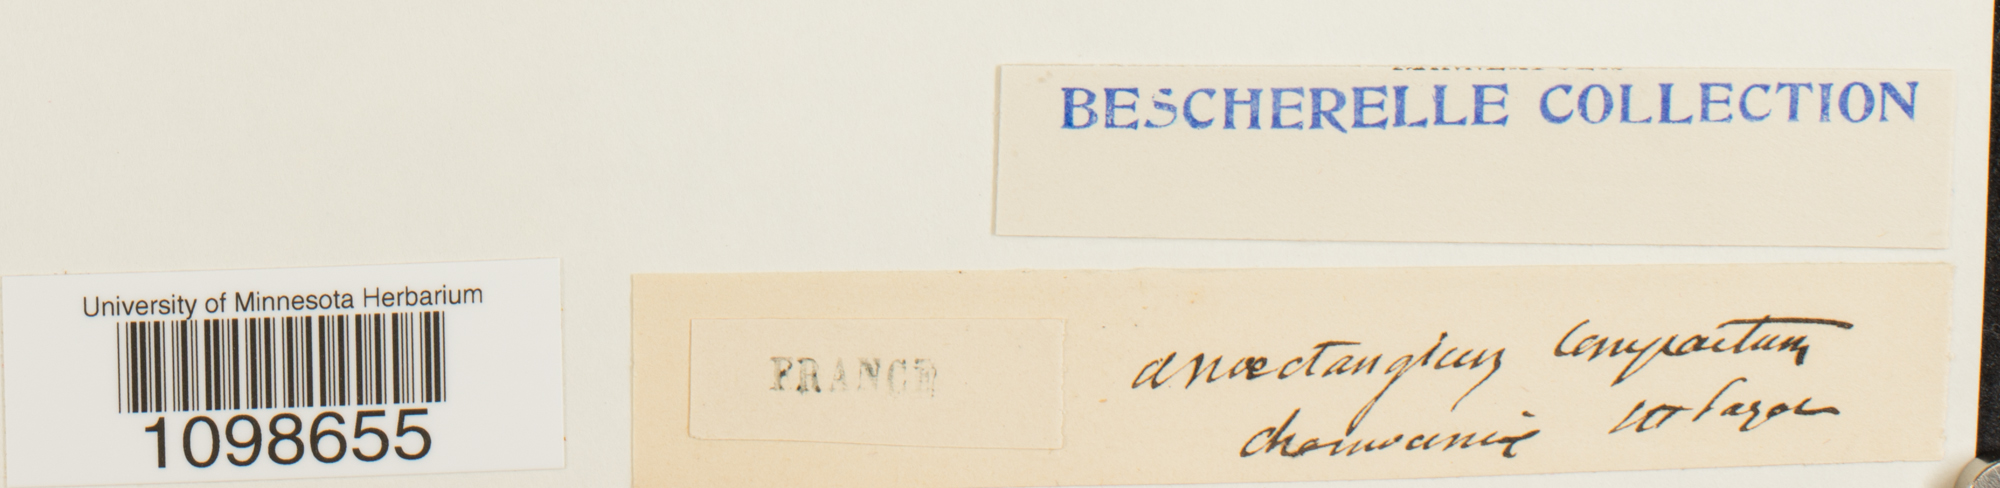 BESCHERELLE COLLECTION
University of Minnesota Herbarium
1098655
FRANCE
anoectangium compactum